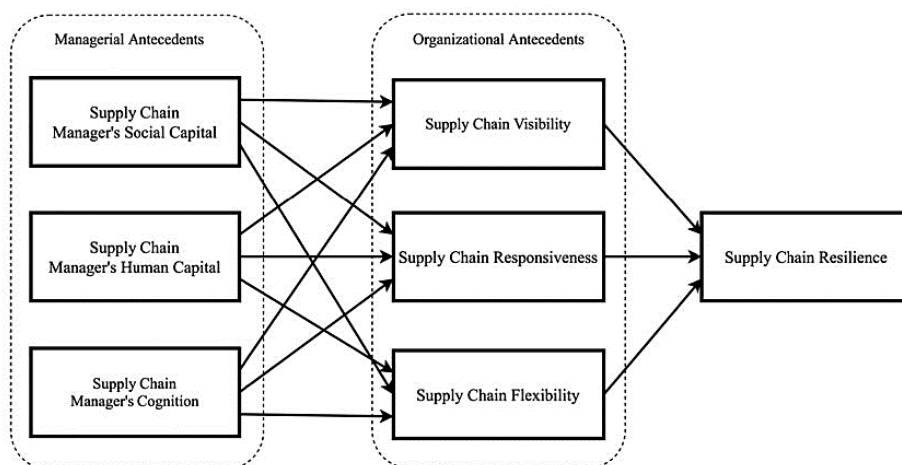 Managerial Antecedents
Organizational Antecedents
Supply Chain
Manager's Social Capital
Supply Chain Visibility
Supply Chain
Manager's Human Capital
Supply Chain Responsiveness
Supply Chain Resilience
Supply Chain
Manager's Cognition
Supply Chain Flexibility